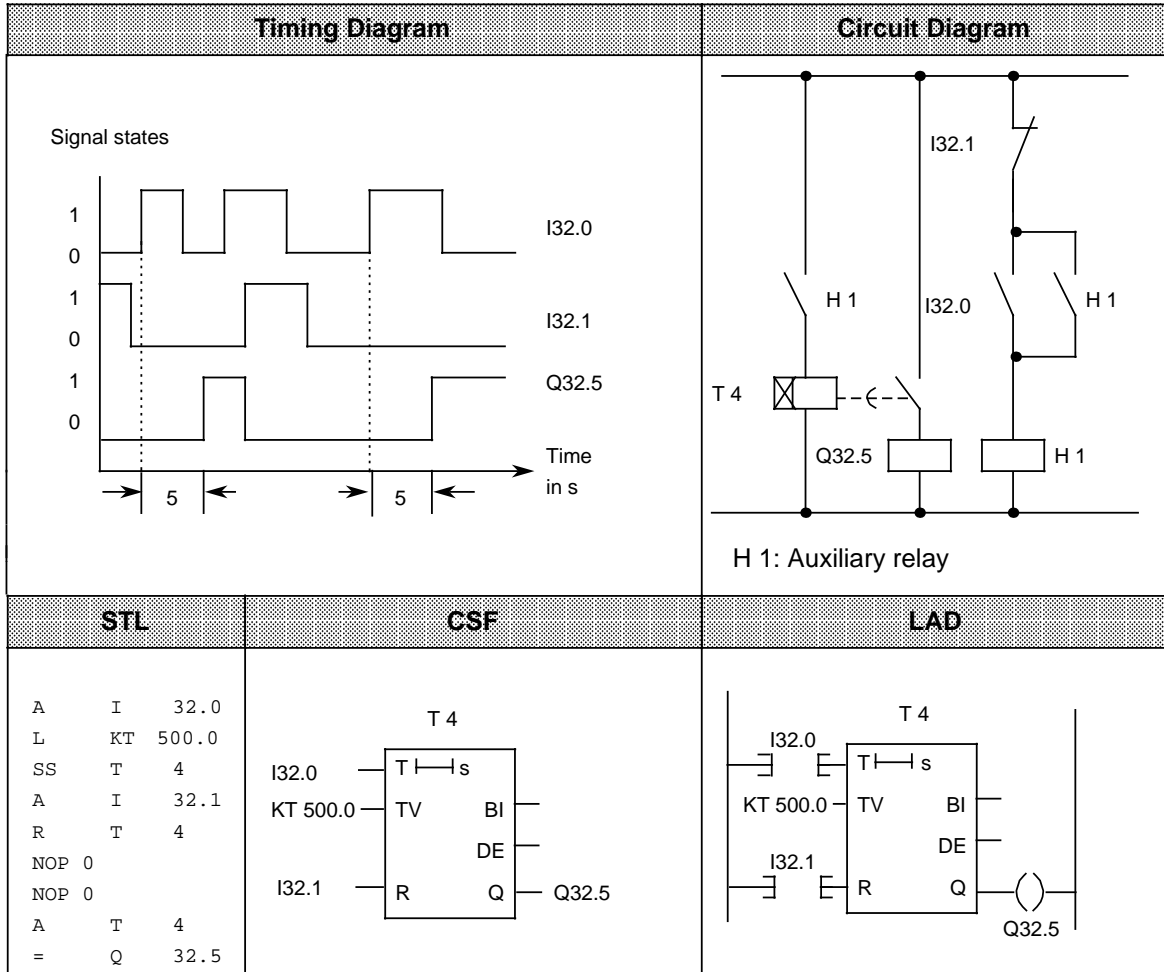 Timing Diagram
Circuit Diagram
Signal states
1
0
I32.0
1
0
I32.1
1
0
Q32.5
Time
in s
5
5
I32.1
H 1
I32.0
H 1
T 4
Q32.5
H 1
H 1: Auxiliary relay
STL
CSF
LAD
A I 32.0
L KT 500.0
SS T 4
A I 32.1
R T 4
NOP 0
NOP 0
A T 4
= Q 32.5
T 4
I32.0
T s
KT 500.0
TV
BI
DE
I32.1
R
Q
Q32.5
T 4
I32.0
T s
KT 500.0
TV
BI
DE
I32.1
R
Q
Q32.5